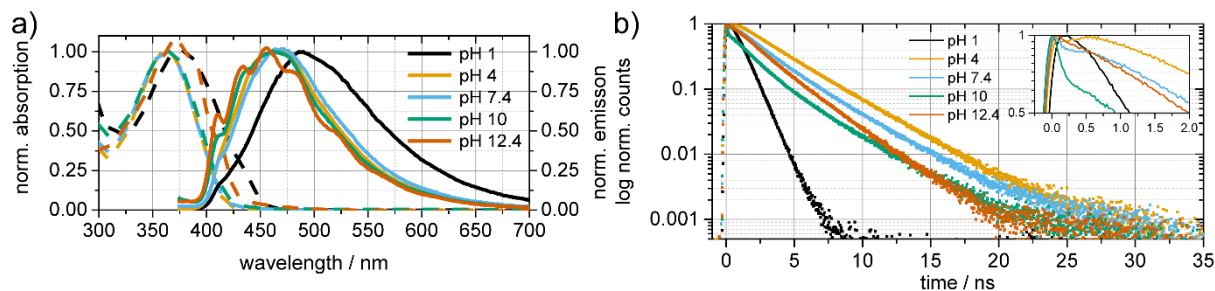 a)
norm. absorption
1.00
0.75
0.50
0.25
0.00
300 350 400 450 500 550 600 650 700
wavelength / nm
1.00
0.75
0.50
0.25
0.00
norm. emisson
pH 1
pH 4
pH 7.4
pH 10
pH 12.4
b)
log norm. counts
1
0.1
0.01
0.001
0 5 10 15 20 25 30 35
time / ns
pH 1
pH 4
pH 7.4
pH 10
pH 12.4
1
0.5
0.0 0.5 1.0 1.5 2.0